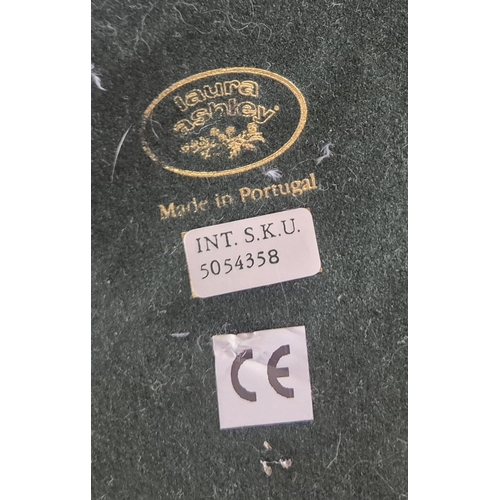 laura
ashley®
Made in Portugal
INT. S.K.U.
5054358
CE